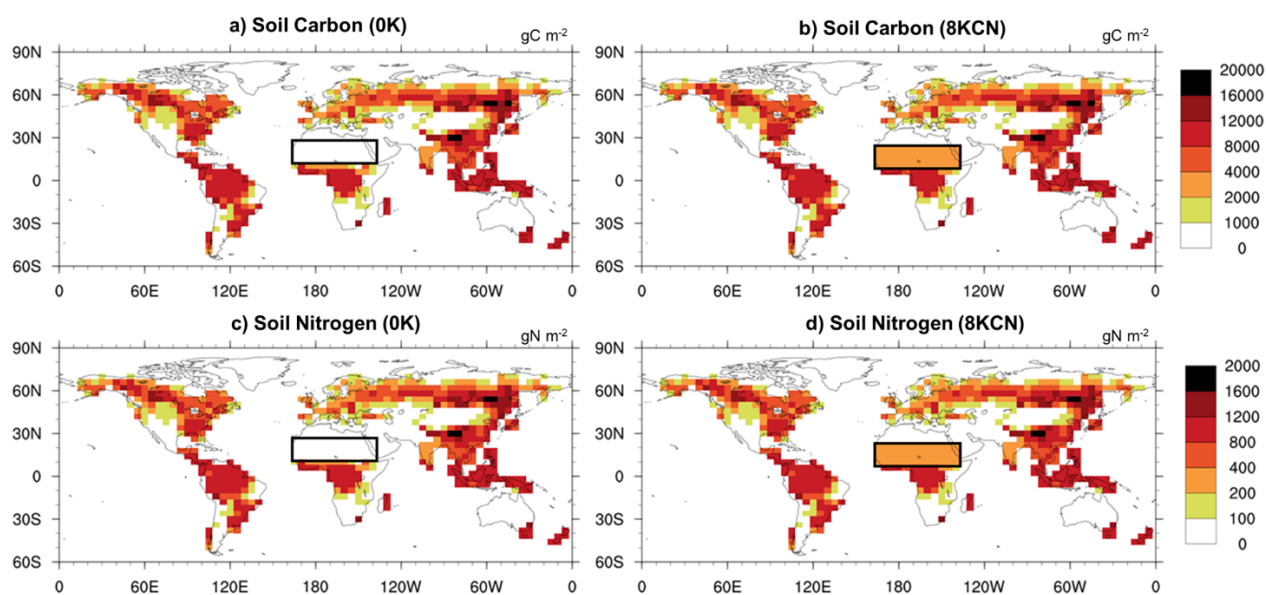 a) Soil Carbon (0K)
gC m-2
90N
60N
30N
0
30S
60S
0 60E 120E 180 120W 60W 0
b) Soil Carbon (8KCN)
gC m-2
90N
60N
30N
0
30S
60S
0 60E 120E 180 120W 60W 0
20000
16000
12000
8000
4000
2000
1000
0
c) Soil Nitrogen (0K)
gN m-2
90N
60N
30N
0
30S
60S
0 60E 120E 180 120W 60W 0
d) Soil Nitrogen (8KCN)
gN m-2
90N
60N
30N
0
30S
60S
0 60E 120E 180 120W 60W 0
2000
1600
1200
800
400
200
100
0